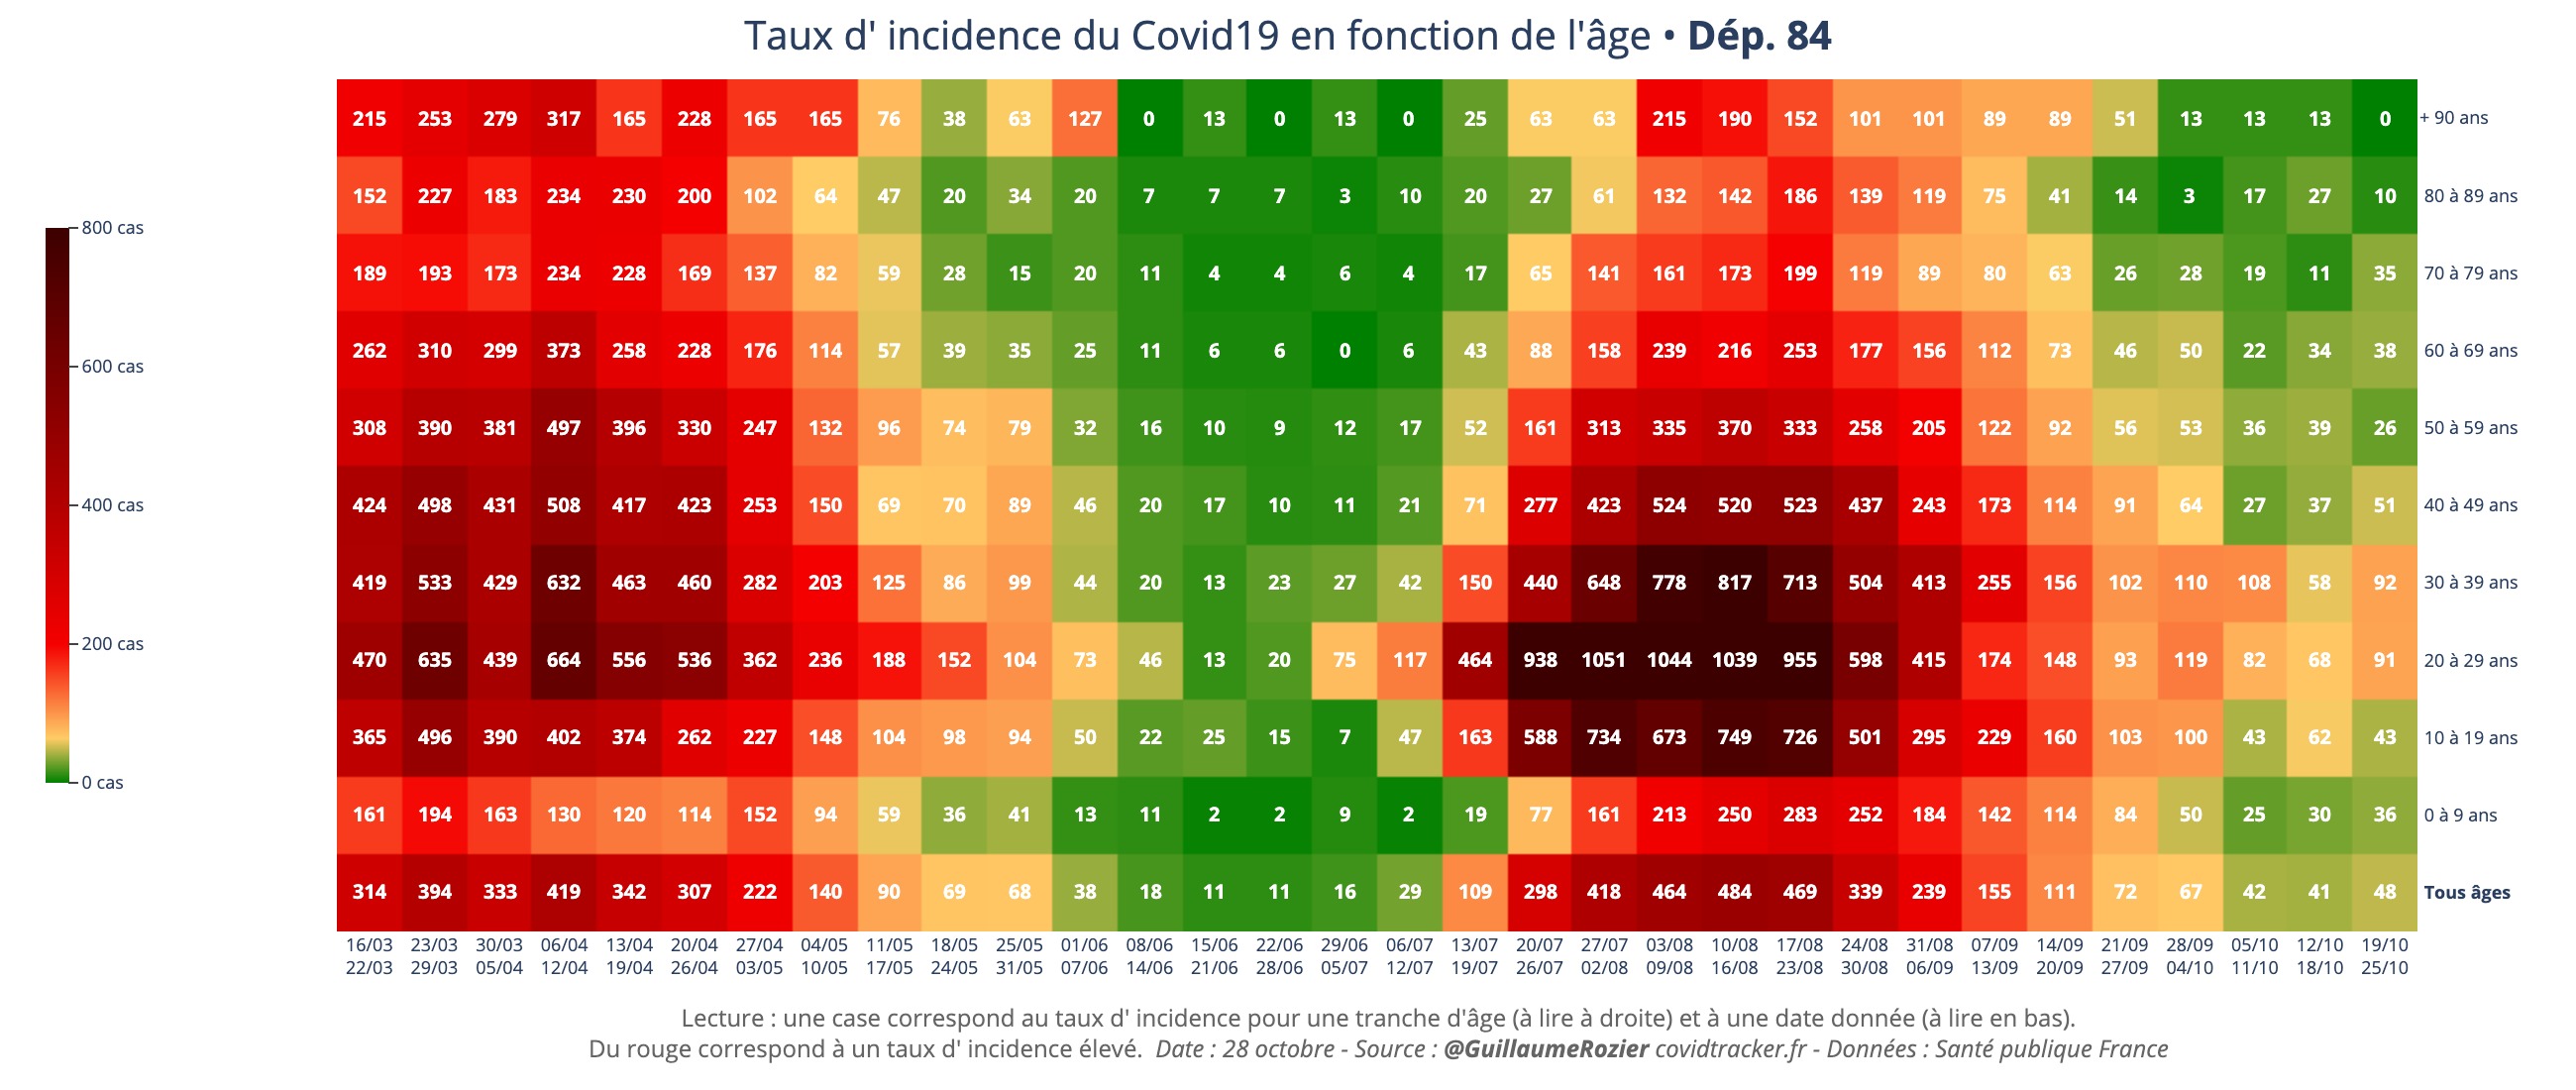 Taux d' incidence du Covid19 en fonction de l'âge • Dép. 84
215 253 279 317 165 228 165 165 76 38 63 127 0 13 0 13 0 25 63 63 215 190 152 101 101 89 89 51 13 13 13 0 + 90 ans
152 227 183 234 230 200 102 64 47 20 34 20 7 7 7 3 10 20 27 61 132 142 186 139 119 75 41 14 3 17 27 10 80 à 89 ans
800 cas
189 193 173 234 228 169 137 82 59 28 15 20 11 4 4 6 4 17 65 141 161 173 199 119 89 80 63 26 28 19 11 35 70 à 79 ans
262 310 299 373 258 228 176 114 57 39 35 25 11 6 6 0 6 43 88 158 239 216 253 177 156 112 73 46 50 22 34 38 60 à 69 ans
600 cas
308 390 381 497 396 330 247 132 96 74 79 32 16 10 9 12 17 52 161 313 335 370 333 258 205 122 92 56 53 36 39 26 50 à 59 ans
400 cas
424 498 431 508 417 423 253 150 69 70 89 46 20 17 10 11 21 71 277 423 524 520 523 437 243 173 114 91 64 27 37 51 40 à 49 ans
419 533 429 632 463 460 282 203 125 86 99 44 20 13 23 27 42 150 440 648 778 817 713 504 413 255 156 102 110 108 58 92 30 à 39 ans
200 cas
470 635 439 664 556 536 362 236 188 152 104 73 46 13 20 75 117 464 938 1051 1044 1039 955 598 415 174 148 93 119 82 68 91 20 à 29 ans
365 496 390 402 374 262 227 148 104 98 94 50 22 25 15 7 47 163 588 734 673 749 726 501 295 229 160 103 100 43 62 43 10 à 19 ans
0 cas
161 194 163 130 120 114 152 94 59 36 41 13 11 2 2 9 2 19 77 161 213 250 283 252 184 142 114 84 50 25 30 36 0 à 9 ans
314 394 333 419 342 307 222 140 90 69 68 38 18 11 11 16 29 109 298 418 464 484 469 339 239 155 111 72 67 42 41 48 Tous âges
16/03 23/03 30/03 06/04 13/04 20/04 27/04 04/05 11/05 18/05 25/05 01/06 08/06 15/06 22/06 29/06 06/07 13/07 20/07 27/07 03/08 10/08 17/08 24/08 31/08 07/09 14/09 21/09 28/09 05/10 12/10 19/10
22/03 29/03 05/04 12/04 19/04 26/04 03/05 10/05 17/05 24/05 31/05 07/06 14/06 21/06 28/06 05/07 12/07 19/07 26/07 02/08 09/08 16/08 23/08 30/08 06/09 13/09 20/09 27/09 04/10 11/10 18/10 25/10
Lecture : une case correspond au taux d' incidence pour une tranche d'âge (à lire à droite) et à une date donnée (à lire en bas).
Du rouge correspond à un taux d' incidence élevé. Date : 28 octobre - Source : @GuillaumeRozier covidtracker.fr - Données : Santé publique France